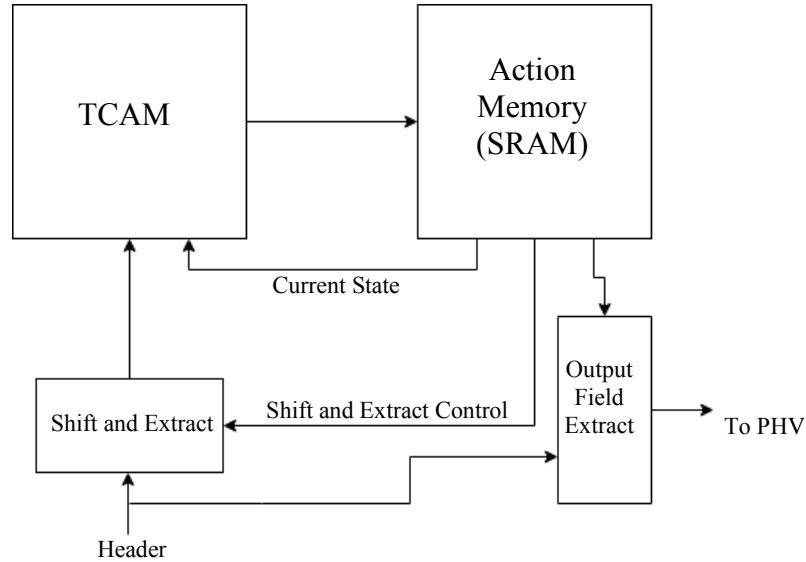 TCAM
Action
Memory
(SRAM)
Current State
Output
Field
Extract
Shift and Extract
Shift and Extract Control
To PHV
Header